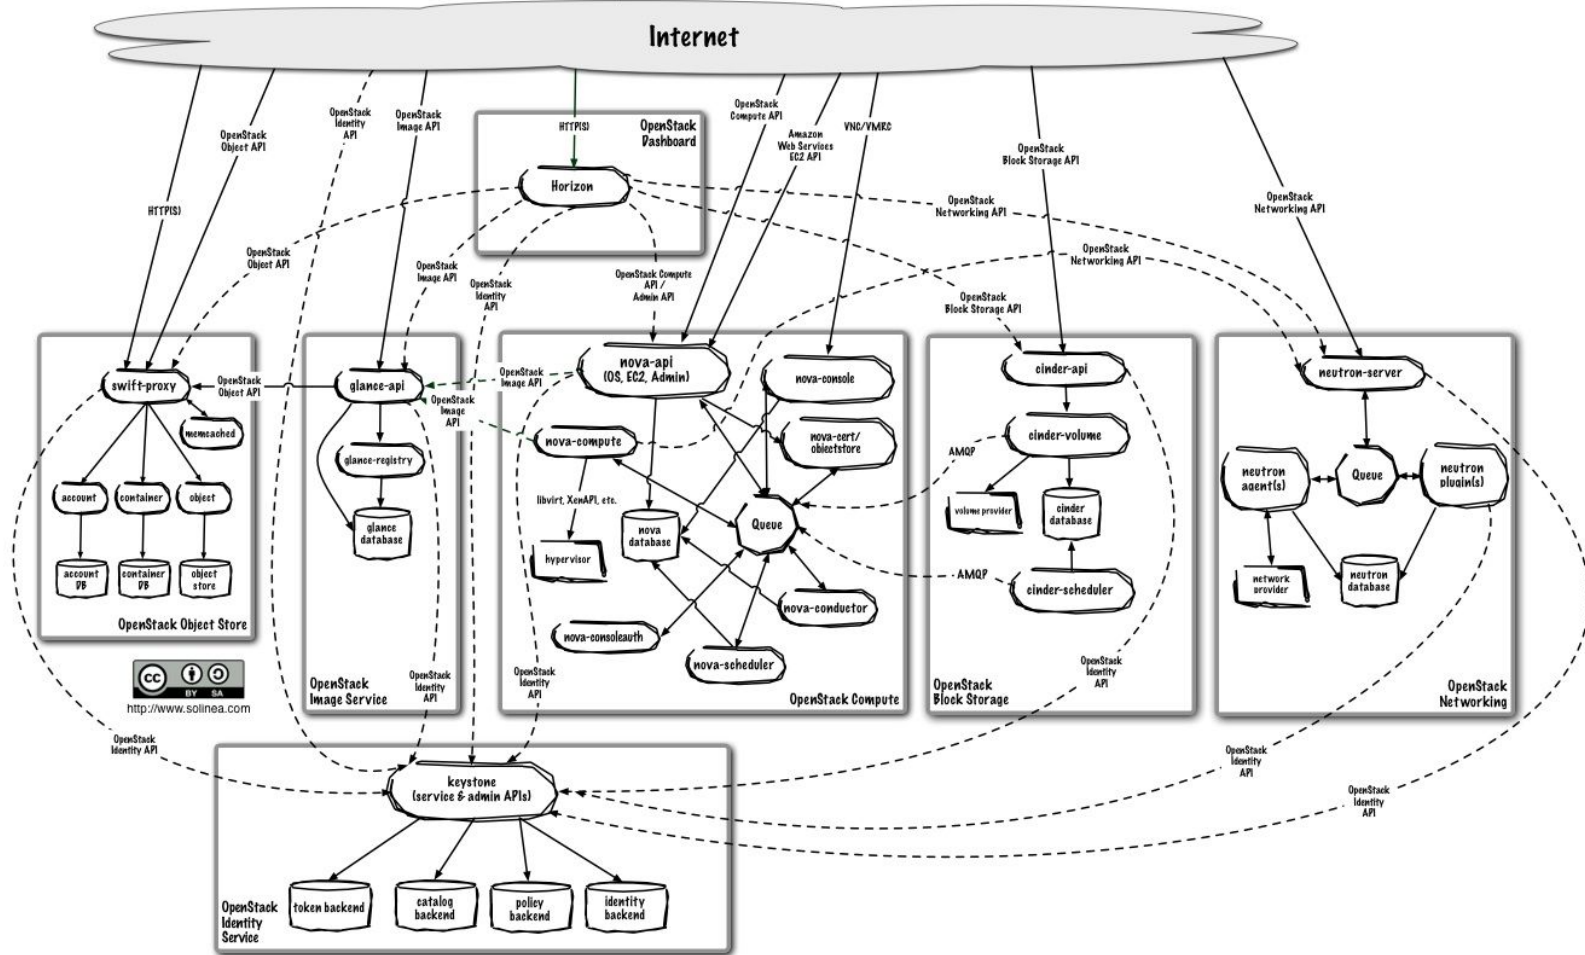 Internet
OpenStack
Identity
API
OpenStack
Image API
OpenStack
Object API
HTTP(S)
HTTP(S)
OpenStack
Dashboard
Horizon
OpenStack
Compute API
Amazon
Web Services
EC2 API
VNC/VMRC
OpenStack
Block Storage API
OpenStack
Networking API
OpenStack
Networking API
OpenStack
Networking API
OpenStack
Object API
OpenStack
Image API
OpenStack
Identity
API
OpenStack Compute
API /
Admin API
OpenStack
Block Storage API
swift-proxy
memcached
account
container
object
account
DB
container
DB
object
store
OpenStack Object Store
OpenStack
Object API
glance-api
glance-registry
glance
database
OpenStack
Image Service
OpenStack
Identity
API
OpenStack
Image API
OpenStack
Image
API
nova-api
(OS, EC2, Admin)
nova-console
nova-compute
nova-cert/
objectstore
libvirt, XenAPI, etc.
hypervisor
nova
database
Queue
nova-conductor
nova-consoleauth
nova-scheduler
OpenStack
Identity
API
OpenStack Compute
cinder-api
cinder-volume
AMQP
volume provider
cinder
database
AMQP
cinder-scheduler
OpenStack
Identity
API
OpenStack
Block Storage
neutron-server
neutron
agent(s)
Queue
neutron
plugin(s)
network
provider
neutron
database
OpenStack
Networking
cc
BY SA
http://www.solinea.com
OpenStack
Identity API
OpenStack
Identity
API
OpenStack
Identity
API
keystone
(service & admin APIs)
token backend
catalog
backend
policy
backend
identity
backend
OpenStack
Identity
Service